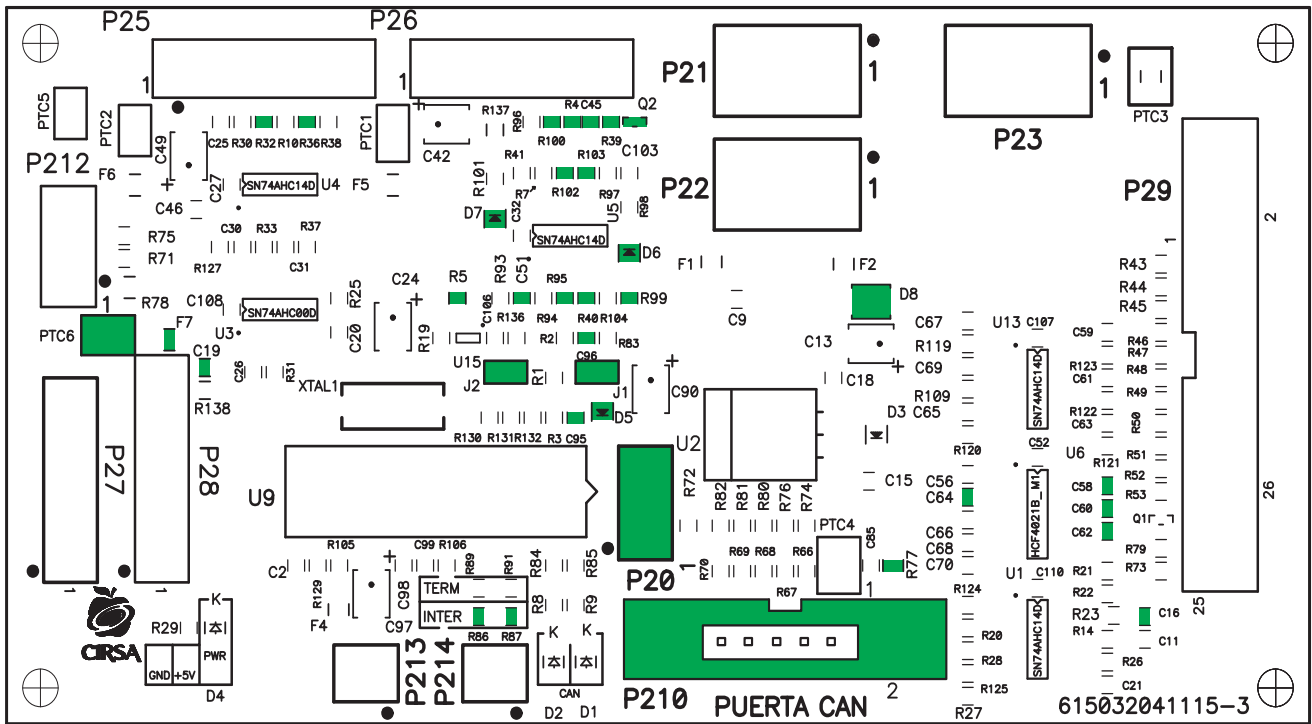 P25 P26
P21 1
P23 1
PTC3
PTC5 PTC2 1 PTC1 1 + C42 R137 R96 R4 C45 Q2
C49 C25 R30 R32 R10 R36 R38 R100 R39 C103
P212 F6 + C27 SN74AHC14D U4 F5 R101 R41 R103
P22 1
P29 2
C46 R7 R102 R97 U5 R98
D7 C32 SN74AHC14D D6
R75 C30 R33 R37
R71 R127 C31
R93 C51 R95 F1 F2 R43 1
R44
R78 C108 R25 C24 + R5 C106 R99 C9 D8 R45
1 SN74AHC00D
PTC6 F7 U3 C20 R19 R136 R94 R40 R104 C67 U13 C107 C59
R2 R83 C13 R119 R46
C19 C26 R31 U15 C96 + C69 R47
XTAL1 J2 R1 J1 C90 C18 + R123 C61 R48
R138 R109 SN74AHC14D R49
D5 D3 C65 R122 R50
R130 R131 R132 R3 C95 U2 R120 C52 C63
P27 P28 U6 R51
R121
U9 R72 R82 R81 R80 R76 R74 C15 C56 HCF4021B_M1 C58 R52
C64 C60 R53 26
PTC4 C66 C62 Q1
R105 + C99 R106 R89 R91 R84 R85 C85 R77 C68 R79
C2 P20 1 R70 R69 R68 R66 C70 R21 R73
TERM U1 C110
R129 C98 R67 1 R124 R22
1 1 K INTER R8 R9 R23 C16 25
R29 F4 C97 R86 R87 R14
CIRSA PWR K K SN74AHC14D R20 C11
GND +5V P213 P214 R28 R26
D4 CAN P210 2 R125 C21
D2 D1 PUERTA CAN R27 615032041115-3